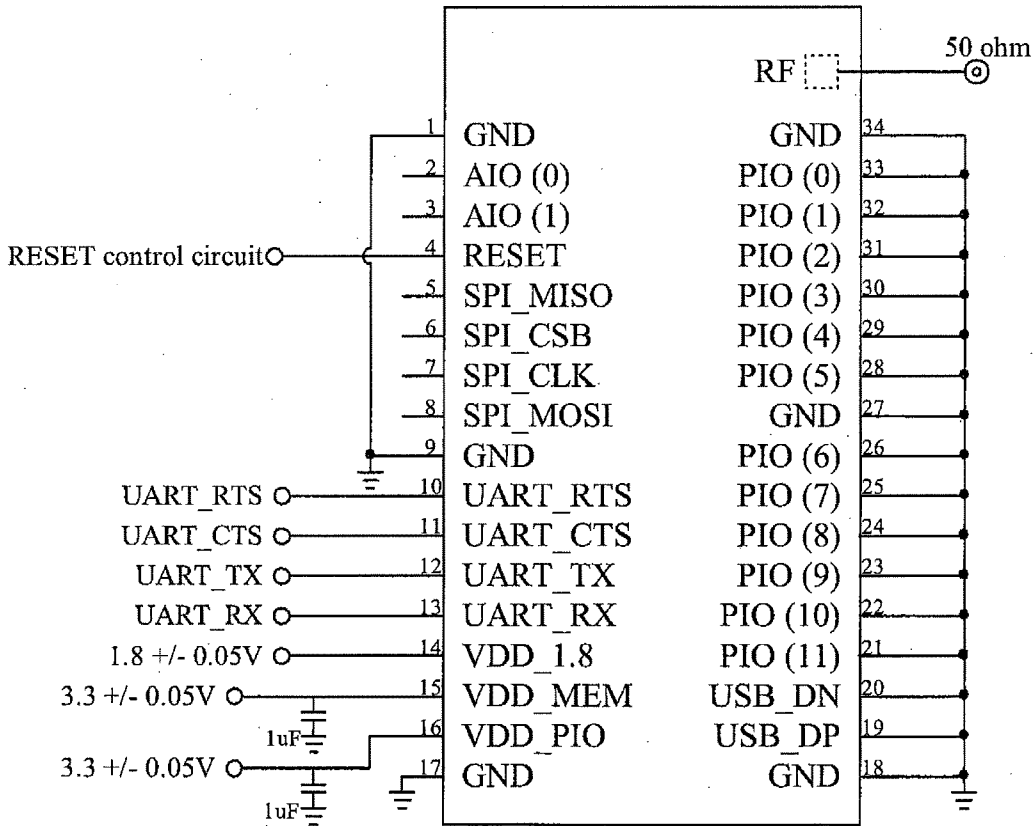 50 ohm
RF
1 GND GND 34
2 AIO (0) PIO (0) 33
3 AIO (1) PIO (1) 32
RESET control circuit 4 RESET PIO (2) 31
5 SPI_MISO PIO (3) 30
6 SPI_CSB PIO (4) 29
7 SPI_CLK PIO (5) 28
8 SPI_MOSI GND 27
9 GND PIO (6) 26
UART_RTS 10 UART_RTS PIO (7) 25
UART_CTS 11 UART_CTS PIO (8) 24
UART_TX 12 UART_TX PIO (9) 23
UART_RX 13 UART_RX PIO (10) 22
1.8 +/- 0.05V 14 VDD_1.8 PIO (11) 21
3.3 +/- 0.05V 15 VDD_MEM USB_DN 20
1uF 16 VDD_PIO USB_DP 19
3.3 +/- 0.05V 17 GND GND 18
1uF